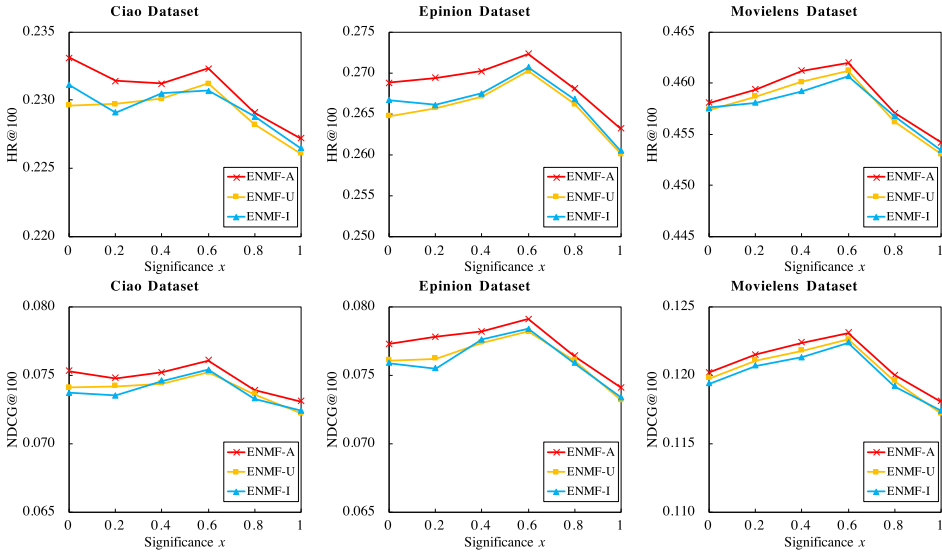 Ciao Dataset
HR@100
0.235
0.230
0.225
0.220
ENMF-A
ENMF-U
ENMF-I
0 0.2 0.4 0.6 0.8 1
Significance x
Epinion Dataset
HR@100
0.275
0.270
0.265
0.260
0.255
0.250
ENMF-A
ENMF-U
ENMF-I
0 0.2 0.4 0.6 0.8 1
Significance x
Movielens Dataset
HR@100
0.465
0.460
0.455
0.450
0.445
ENMF-A
ENMF-U
ENMF-I
0 0.2 0.4 0.6 0.8 1
Significance x
Ciao Dataset
NDCG@100
0.080
0.075
0.070
0.065
ENMF-A
ENMF-U
ENMF-I
0 0.2 0.4 0.6 0.8 1
Significance x
Epinion Dataset
NDCG@100
0.080
0.075
0.070
0.065
ENMF-A
ENMF-U
ENMF-I
0 0.2 0.4 0.6 0.8 1
Significance x
Movielens Dataset
NDCG@100
0.125
0.120
0.115
0.110
ENMF-A
ENMF-U
ENMF-I
0 0.2 0.4 0.6 0.8 1
Significance x